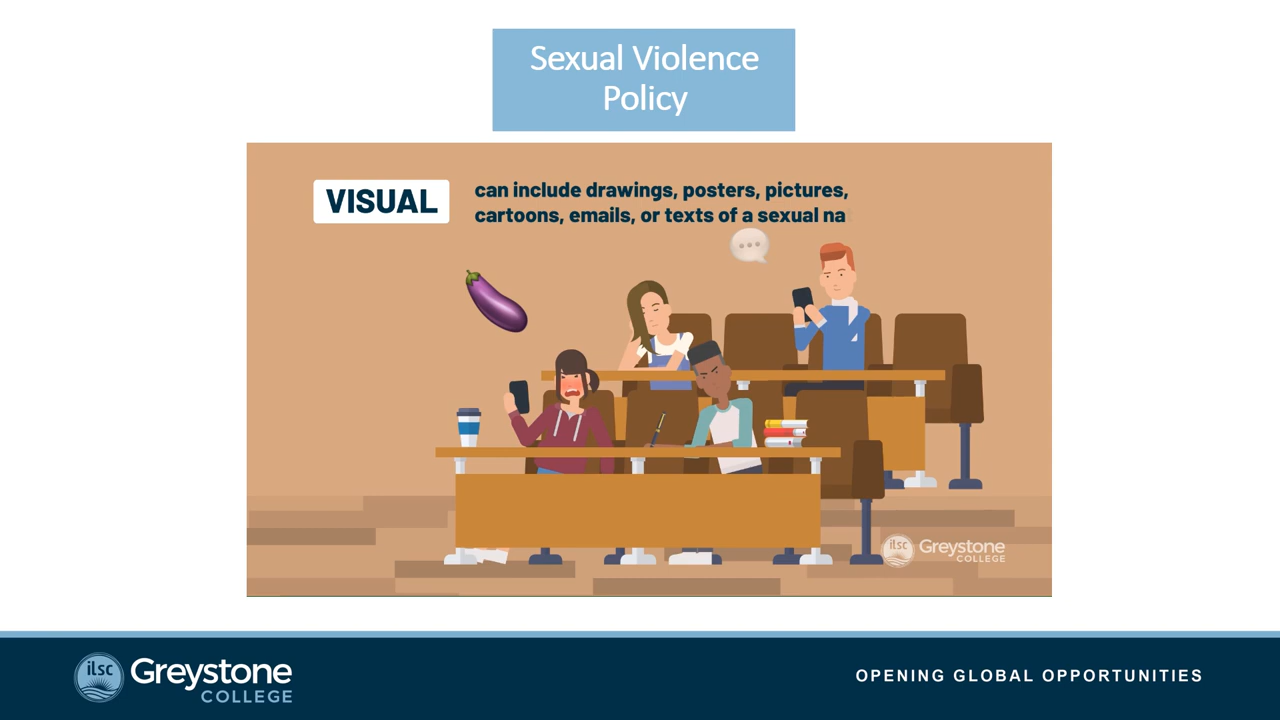 Sexual Violence
Policy
VISUAL
can include drawings, posters, pictures,
cartoons, emails, or texts of a sexual na
ilsc
Greystone
COLLEGE
ilsc
Greystone
COLLEGE
OPENING GLOBAL OPPORTUNITIES